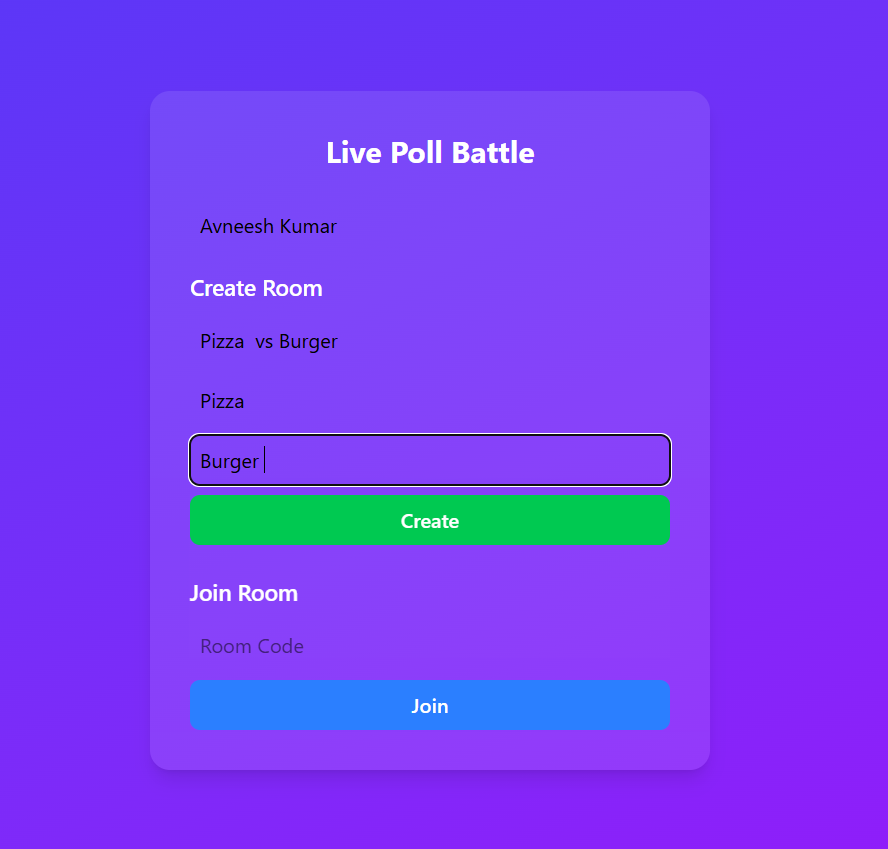 Live Poll Battle
Avneesh Kumar
Create Room
Pizza  vs Burger
Pizza
Burger
Create
Join Room
Room Code
Join